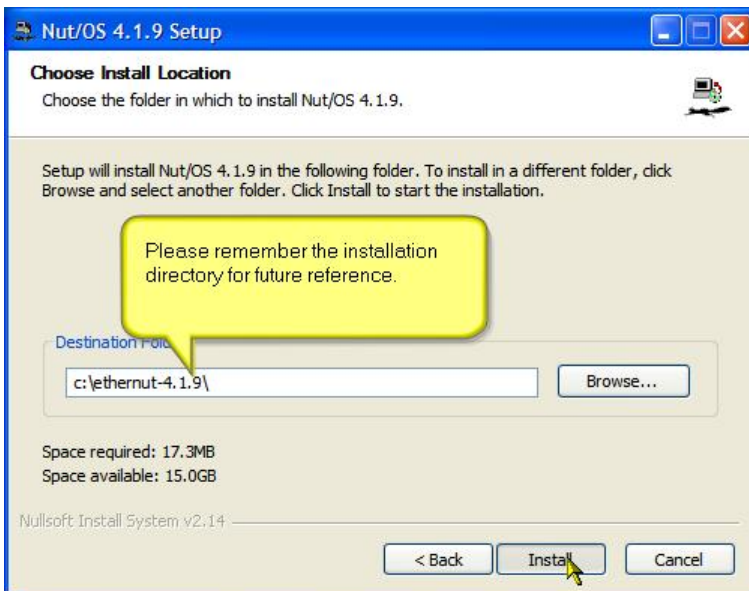 Nut/OS 4.1.9 Setup
Choose Install Location
Choose the folder in which to install Nut/OS 4.1.9.
Setup will install Nut/OS 4.1.9 in the following folder. To install in a different folder, click
Browse and select another folder. Click Install to start the installation.
Please remember the installation
directory for future reference.
Destination
c:\ethernut-4.1.9\
Browse...
Space required: 17.3MB
Space available: 15.0GB
Nullsoft Install System v2.14
< Back
Install
Cancel